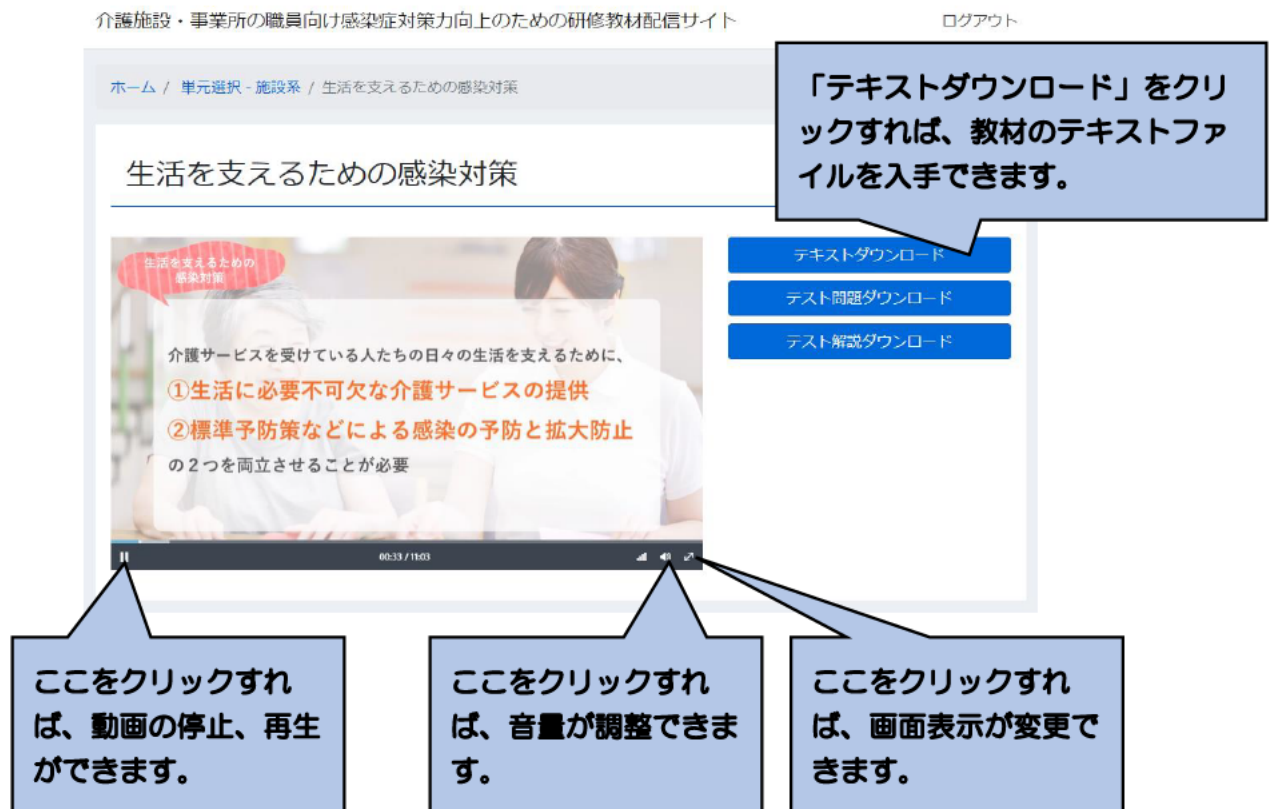 介護施設・事業所の職員向け感染症対策力向上のための研修教材配信サイト
ログアウト
ホーム / 単元選択 - 施設系 / 生活を支えるための感染対策
「テキストダウンロード」をクリ
ックすれば、教材のテキストファ
イルを入手できます。
生活を支えるための感染対策
生活を支えるための
感染対策
介護サービスを受けている人たちの日々の生活を支えるために、
①生活に必要不可欠な介護サービスの提供
②標準予防策などによる感染の予防と拡大防止
の2つを両立させることが必要
00:33 / 11:03
テキストダウンロード
テスト問題ダウンロード
テスト解説ダウンロード
ここをクリックすれ
ば、動画の停止、再生
ができます。
ここをクリックすれ
ば、音量が調整できま
す。
ここをクリックすれ
ば、画面表示が変更で
きます。